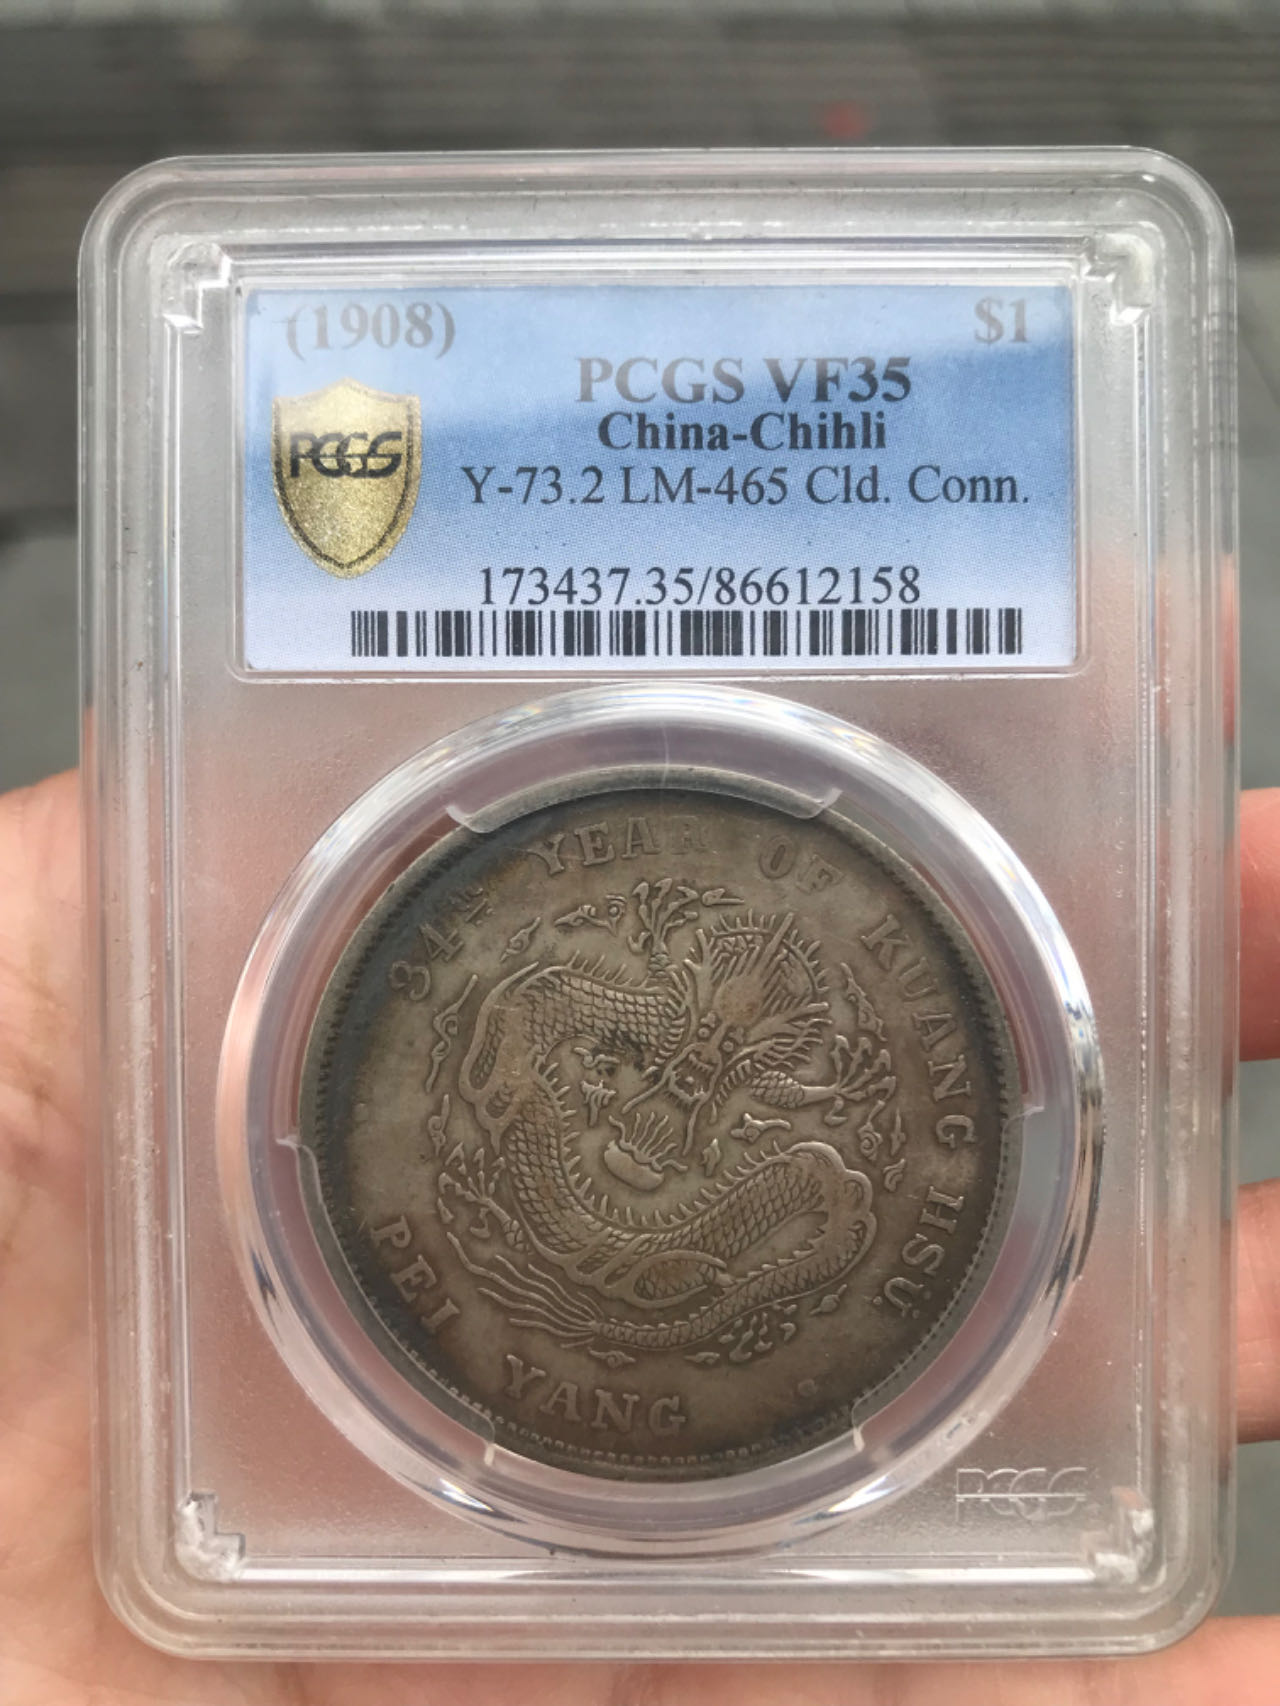 (1908) $1
PCGS VF35
China-Chihli
PCGS
Y-73.2 LM-465 Cld. Conn.
173437.35/86612158
34TH YEAR OF KUANG HSÜ
PEI YANG
PCGS